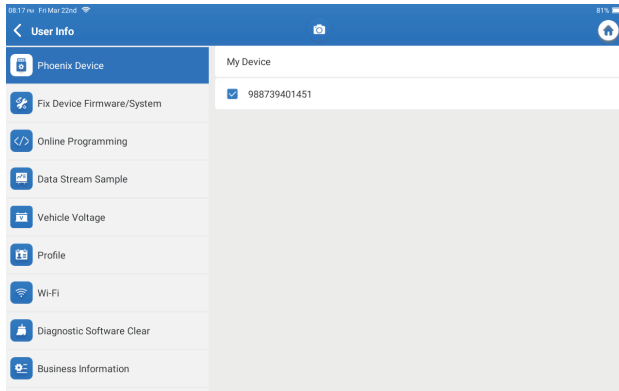 08:17 PM Fri Mar 22nd 81%
User Info
Phoenix Device
My Device
988739401451
Fix Device Firmware/System
Online Programming
Data Stream Sample
Vehicle Voltage
Profile
Wi-Fi
Diagnostic Software Clear
Business Information